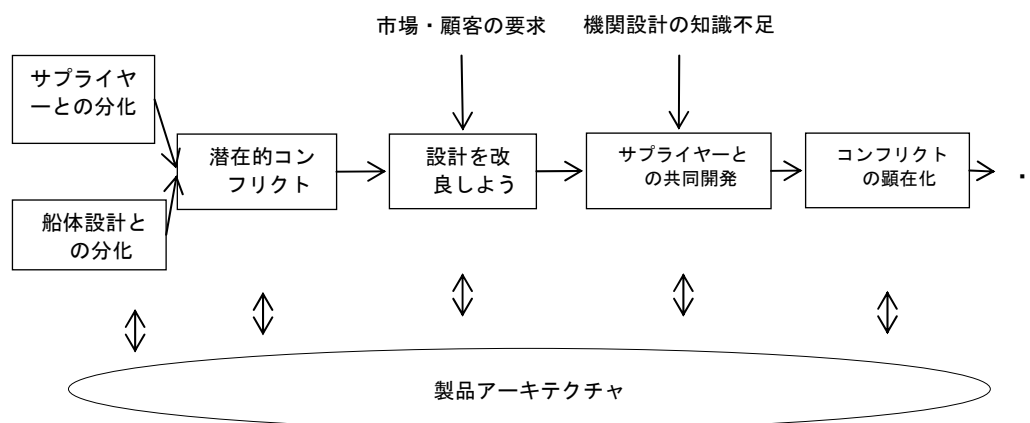 市場・顧客の要求
機関設計の知識不足
サプライヤ
ーとの分化
船体設計と
の分化
潜在的コン
フリクト
設計を改
良しよう
サプライヤーと
の共同開発
コンフリクト
の顕在化
.
製品アーキテクチャ